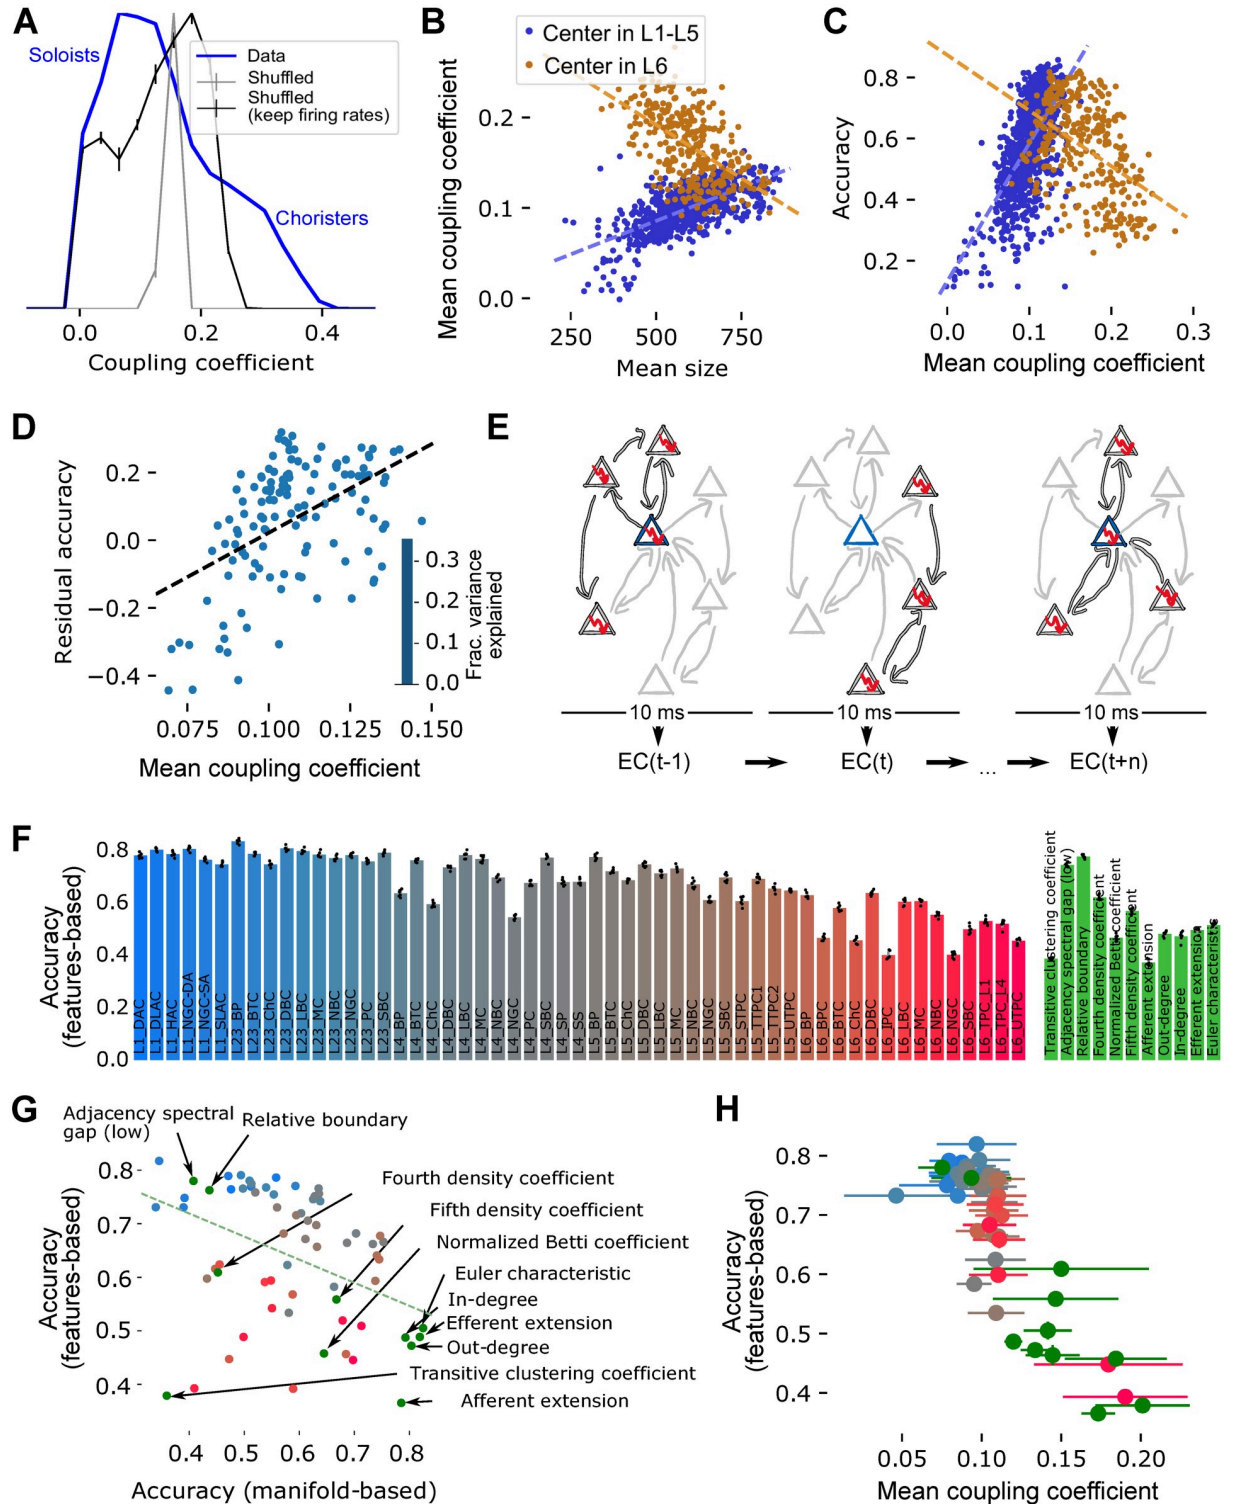 A
Soloists
Data
Shuffled
Shuffled
(keep firing rates)
Choristers
0.0
0.2
0.4
Coupling coefficient
B
Center in L1-L5
Center in L6
Mean coupling coefficient
0.2
0.1
0.0
250
500
750
Mean size
C
Accuracy
0.8
0.6
0.4
0.2
0.0
0.1
0.2
0.3
Mean coupling coefficient
D
Residual accuracy
0.2
0.0
−0.2
−0.4
0.3
0.2
0.1
0.0
Frac. variance
explained
0.075
0.100
0.125
0.150
Mean coupling coefficient
E
10 ms
10 ms
10 ms
EC(t-1)
EC(t)
...
EC(t+n)
F
Accuracy
(features-based)
0.8
0.6
0.4
0.2
0.0
L1_DAC
L1_DLAC
L1_HAC
L1_NGC-DA
L1_NGC-SA
L1_SLAC
L23_BP
L23_BTC
L23_ChC
L23_DBC
L23_LBC
L23_MC
L23_NBC
L23_NGC
L23_PC
L23_SBC
L4_BP
L4_BTC
L4_ChC
L4_DBC
L4_LBC
L4_MC
L4_NBC
L4_NGC
L4_PC
L4_SBC
L4_SP
L4_SS
L5_BP
L5_BTC
L5_ChC
L5_DBC
L5_LBC
L5_MC
L5_NBC
L5_NGC
L5_SBC
L5_STPC
L5_TTPC1
L5_TTPC2
L5_UTPC
L6_BP
L6_BPC
L6_BTC
L6_ChC
L6_DBC
L6_IPC
L6_LBC
L6_MC
L6_NBC
L6_NGC
L6_SBC
L6_TPC_L1
L6_TPC_L4
L6_UTPC
Transitive clustering coefficient
Adjacency spectral gap (low)
Relative boundary
Fourth density coefficient
Normalized Betti coefficient
Fifth density coefficient
Afferent extension
Out-degree
In-degree
Efferent extension
Euler characteristic
G
Adjacency spectral
gap (low)
Relative boundary
Fourth density coefficient
Fifth density coefficient
Normalized Betti coefficient
Euler characteristic
In-degree
Efferent extension
Out-degree
Transitive clustering coefficient
Afferent extension
Accuracy
(features-based)
0.8
0.7
0.6
0.5
0.4
0.4
0.5
0.6
0.7
0.8
Accuracy (manifold-based)
H
Accuracy
(features-based)
0.8
0.7
0.6
0.5
0.4
0.05
0.10
0.15
0.20
Mean coupling coefficient